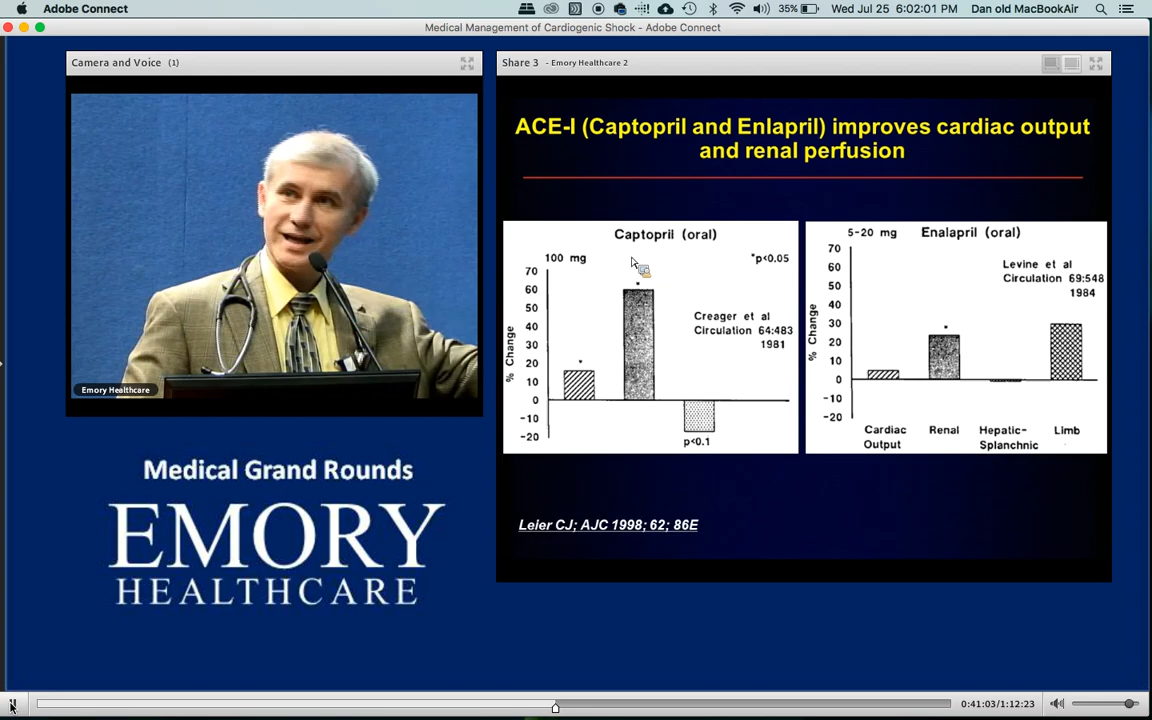 Adobe Connect
35%
Wed Jul 25 6:02:01 PM
Dan old MacBookAir
Medical Management of Cardiogenic Shock - Adobe Connect
Camera and Voice (1)
Emory Healthcare
Share 3 - Emory Healthcare 2
ACE-I (Captopril and Enlapril) improves cardiac output
and renal perfusion
Captopril (oral)
100 mg
*p<0.05
70
60
50
40
30
20
10
0
-10
-20
% Change
*
*
Creager et al
Circulation 64:483
1981
p<0.1
5-20 mg
Enalapril (oral)
Levine et al
Circulation 69:548
1984
70
60
50
40
30
20
10
0
-10
-20
% Change
*
Cardiac
Output
Renal
Hepatic-
Splanchnic
Limb
Leier CJ; AJC 1998; 62; 86E
Medical Grand Rounds
EMORY
HEALTHCARE
0:41:03/1:12:23